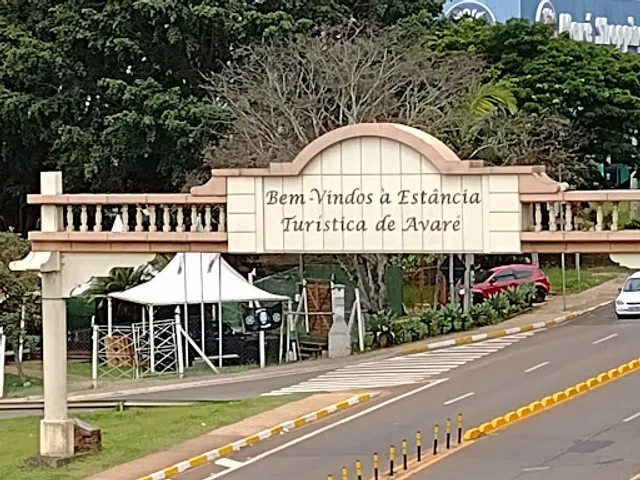 Bem-Vindos à Estância
Turística de Avaré